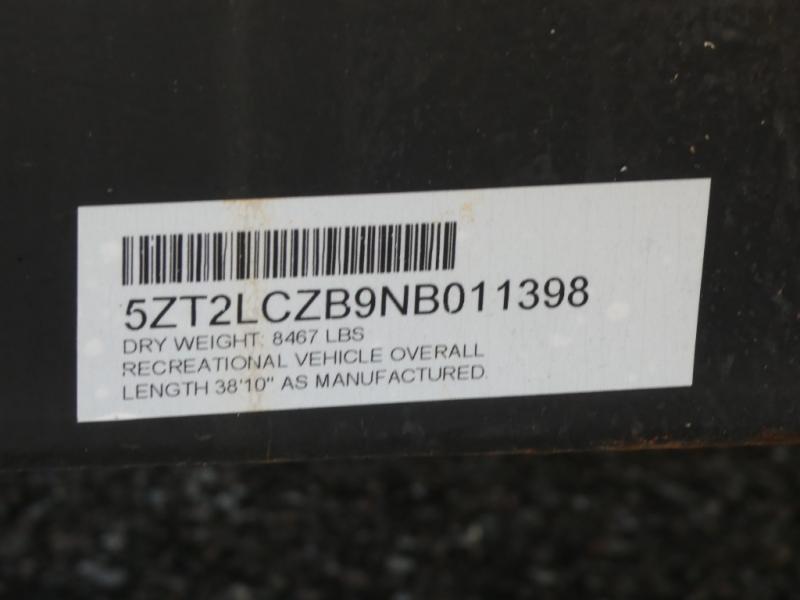 5ZT2LCZB9NB011398
DRY WEIGHT: 8467 LBS
RECREATIONAL VEHICLE OVERALL
LENGTH 38'10" AS MANUFACTURED.